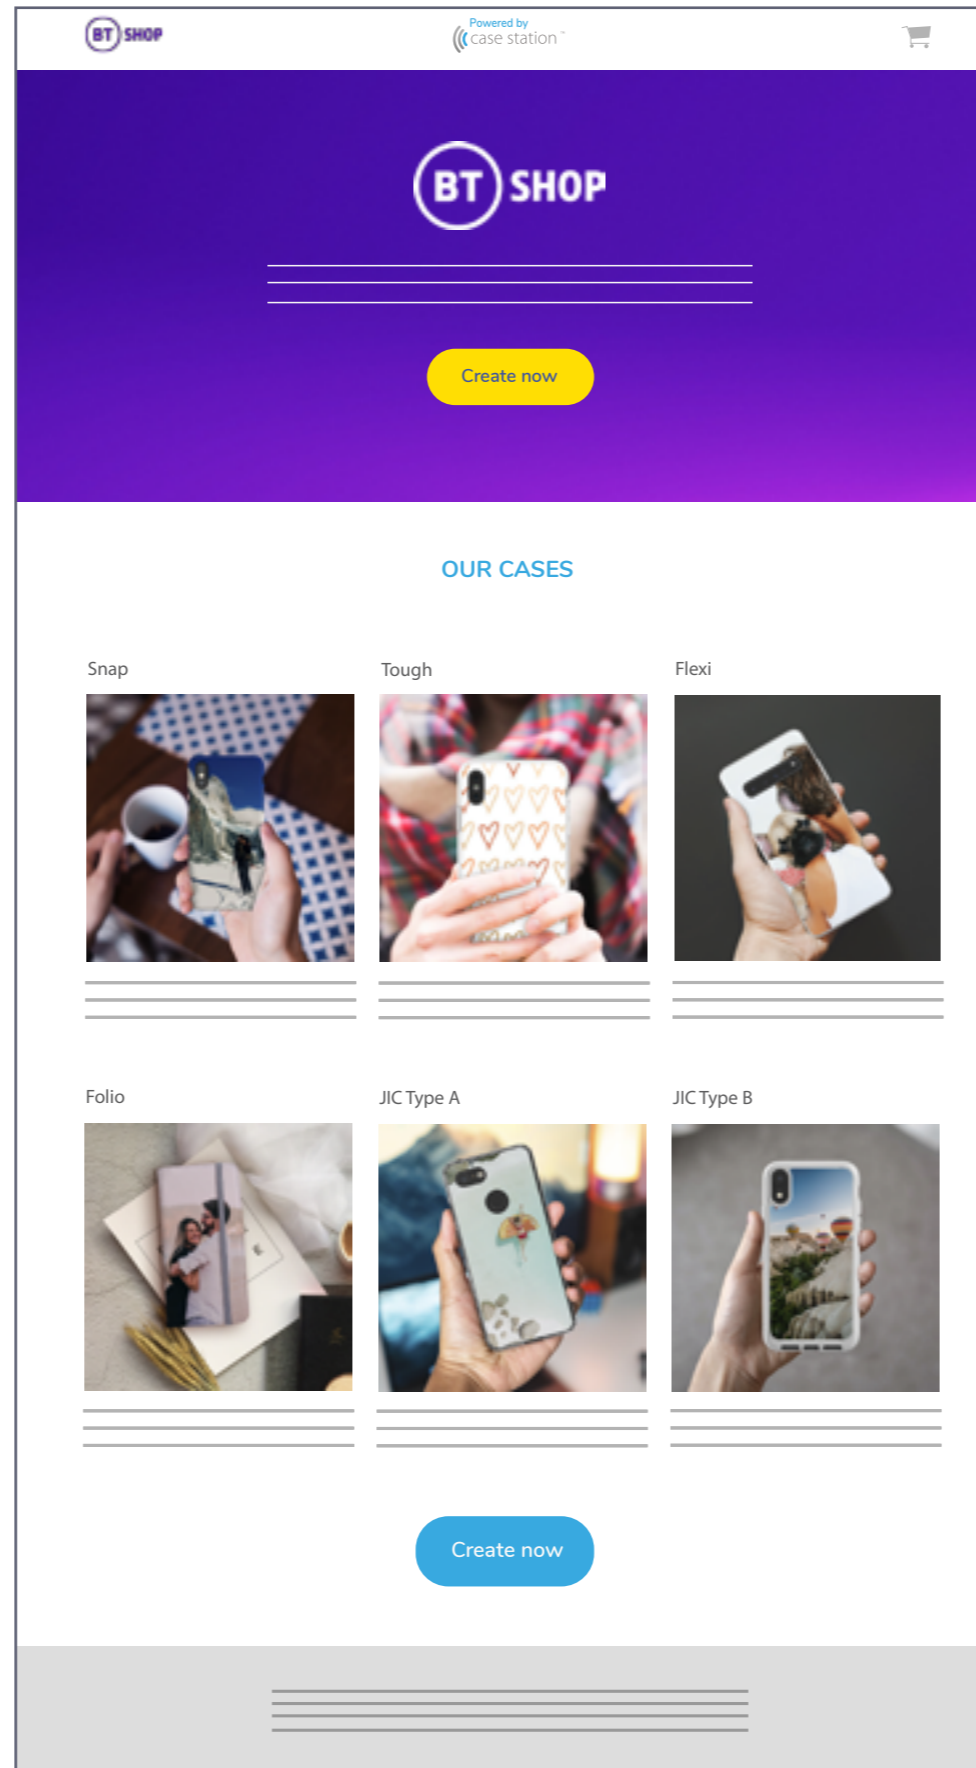 BT SHOP
Powered by
case station™
BT SHOP
Create now
OUR CASES
Snap
Tough
Flexi
Folio
JIC Type A
JIC Type B
Create now